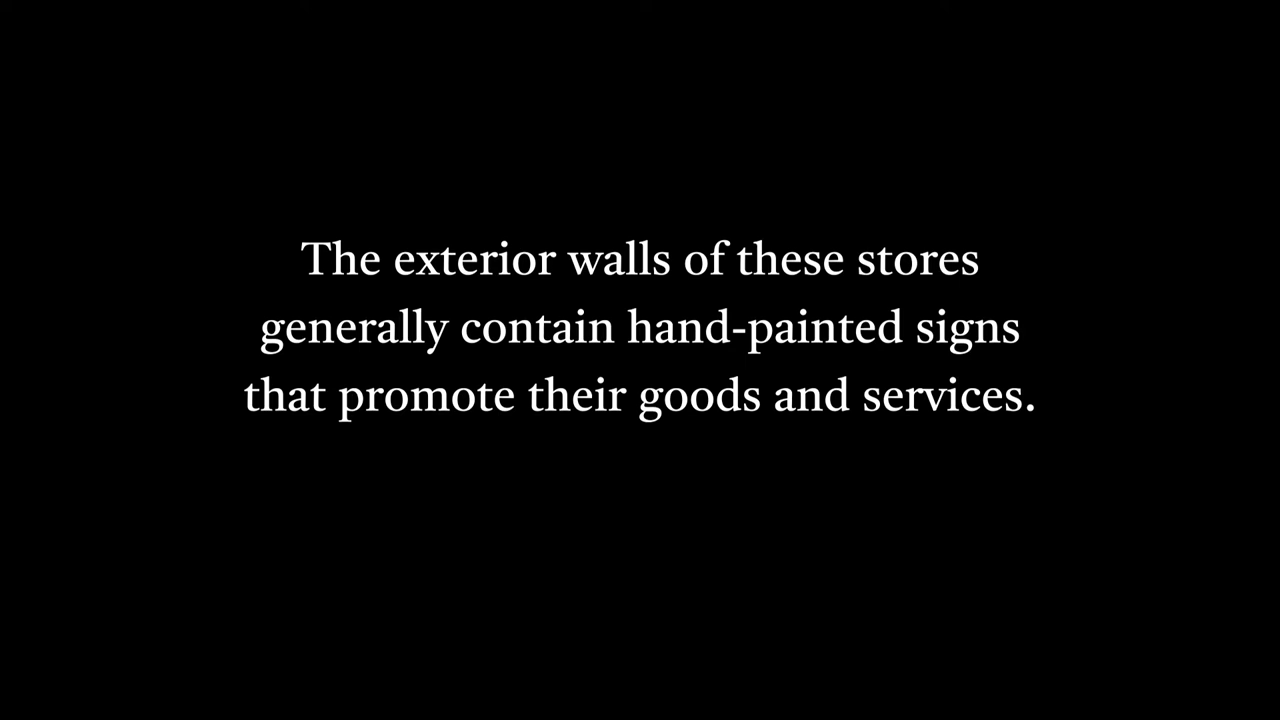 The exterior walls of these stores
generally contain hand-painted signs
that promote their goods and services.